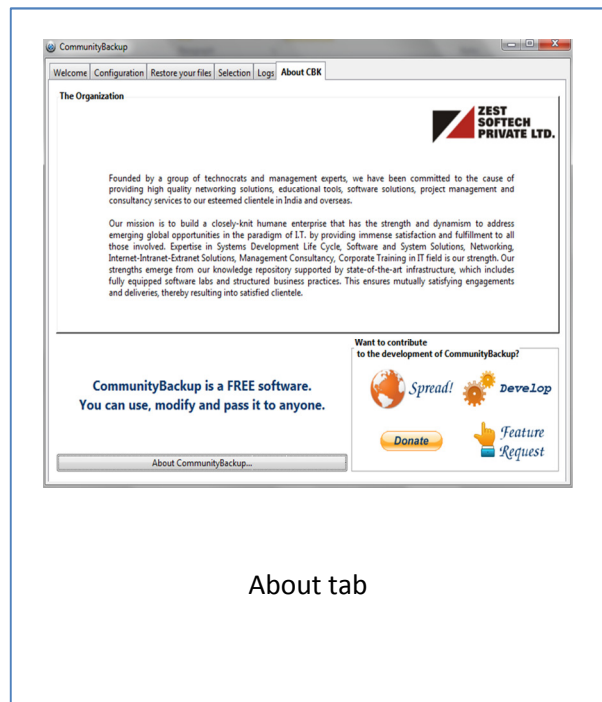 CommunityBackup
Welcome Configuration Restore your files Selection Logs About CBK
The Organization
ZEST
SOFTECH
PRIVATE LTD.
Founded by a group of technocrats and management experts, we have been committed to the cause of
providing high quality networking solutions, educational tools, software solutions, project management and
consultancy services to our esteemed clientele in India and overseas.
Our mission is to build a closely-knit humane enterprise that has the strength and dynamism to address
emerging global opportunities in the paradigm of I.T. by providing immense satisfaction and fulfillment to all
those involved. Expertise in Systems Development Life Cycle, Software and System Solutions, Networking,
Internet-Intranet-Extranet Solutions, Management Consultancy, Corporate Training in IT field is our strength. Our
strengths emerge from our knowledge repository supported by state-of-the-art infrastructure, which includes
fully equipped software labs and structured business practices. This ensures mutually satisfying engagements
and deliveries, thereby resulting into satisfied clientele.
CommunityBackup is a FREE software.
You can use, modify and pass it to anyone.
About CommunityBackup...
Want to contribute
to the development of CommunityBackup?
Spread!
Develop
Donate
Feature
Request
About tab